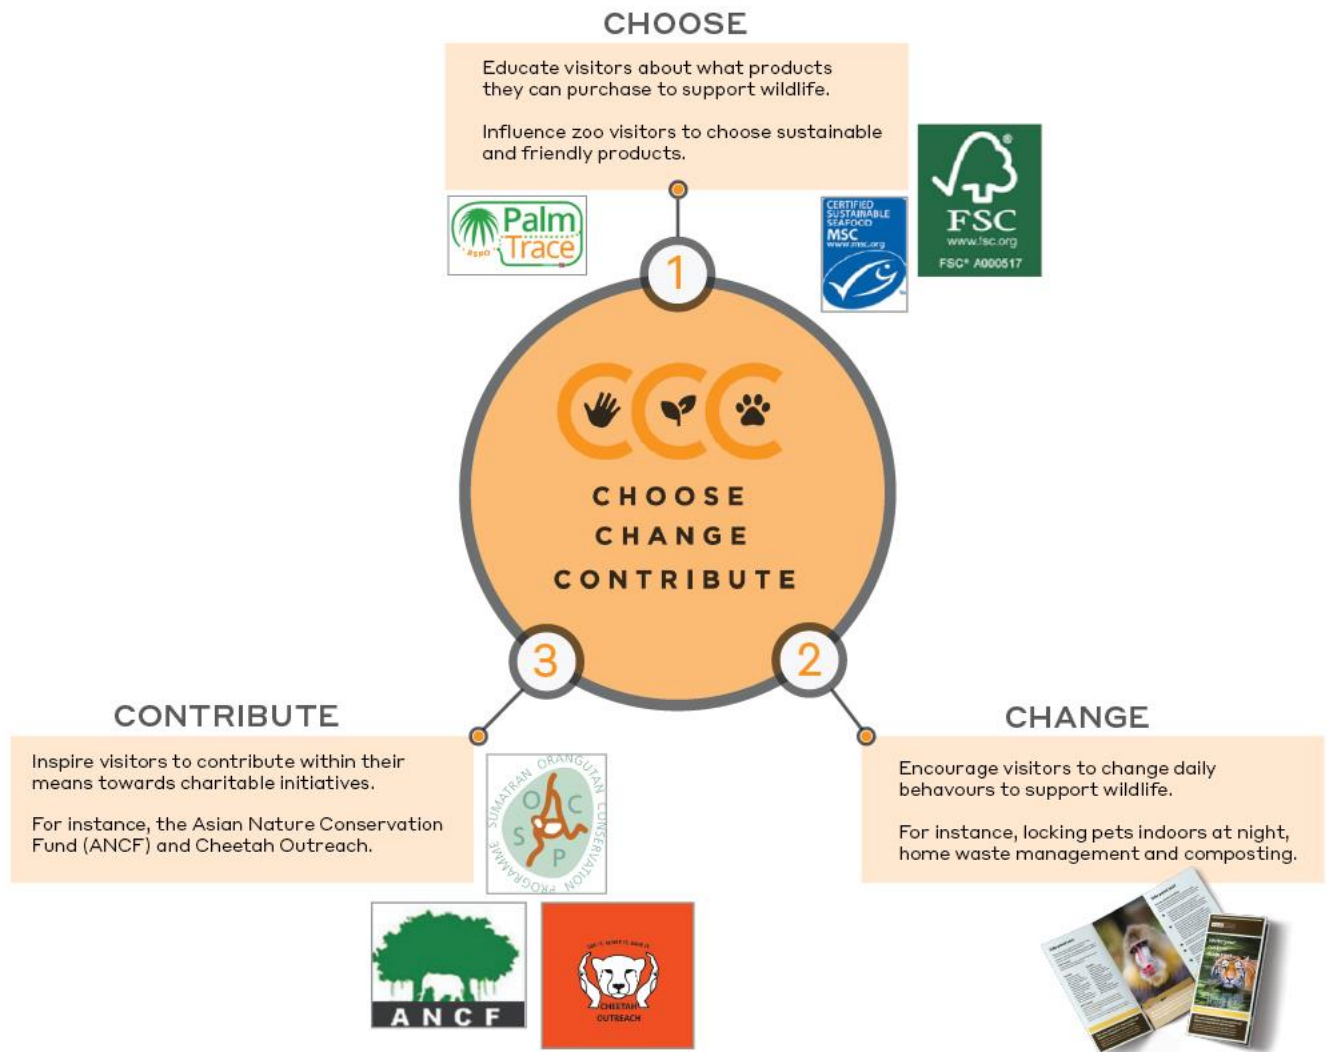 CHOOSE
Educate visitors about what products
they can purchase to support wildlife.
Influence zoo visitors to choose sustainable
and friendly products.
Palm
Trace
RSPO
CERTIFIED
SUSTAINABLE
SEAFOOD
MSC
www.msc.org
FSC
www.fsc.org
FSC® A000517
1
CCC
CHOOSE
CHANGE
CONTRIBUTE
3
2
CONTRIBUTE
Inspire visitors to contribute within their
means towards charitable initiatives.
For instance, the Asian Nature Conservation
Fund (ANCF) and Cheetah Outreach.
SUMATRAN ORANGUTAN CONSERVATION PROGRAMME
SOCP
ANCF
CHEETAH
OUTREACH
CHANGE
Encourage visitors to change daily
behavours to support wildlife.
For instance, locking pets indoors at night,
home waste management and composting.